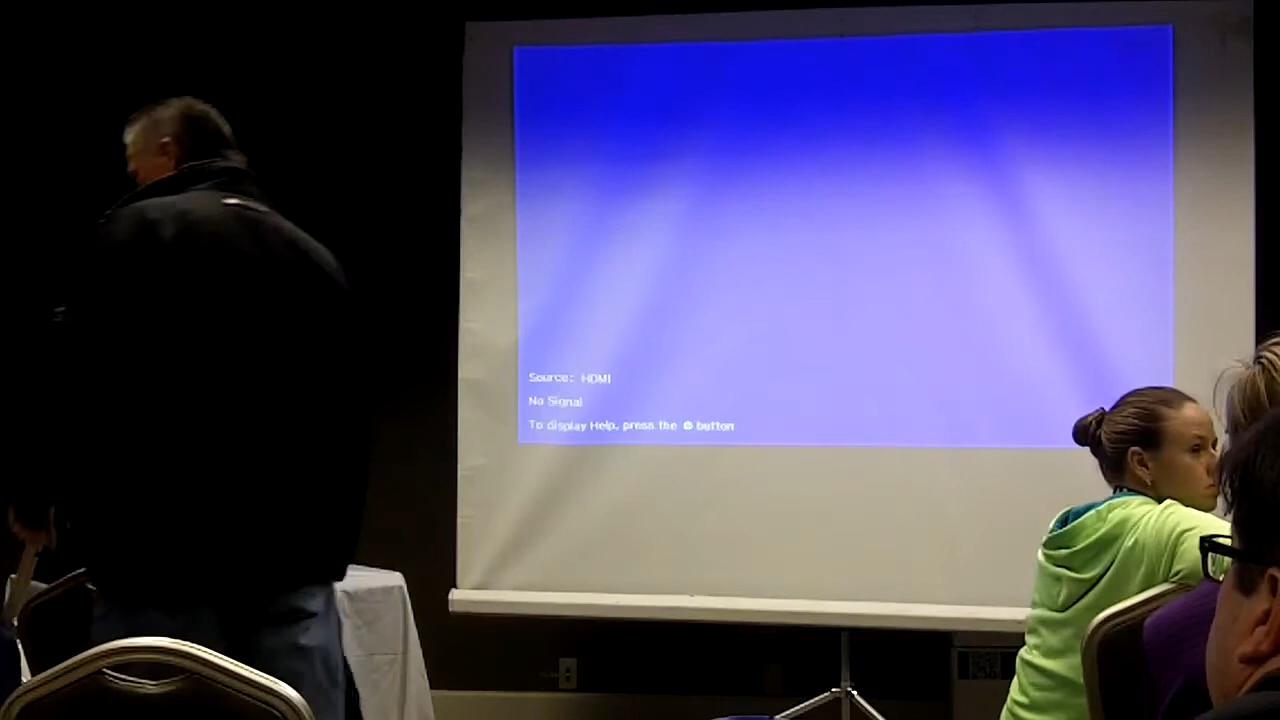 Source: HDMI
No Signal
To display Help, press the button